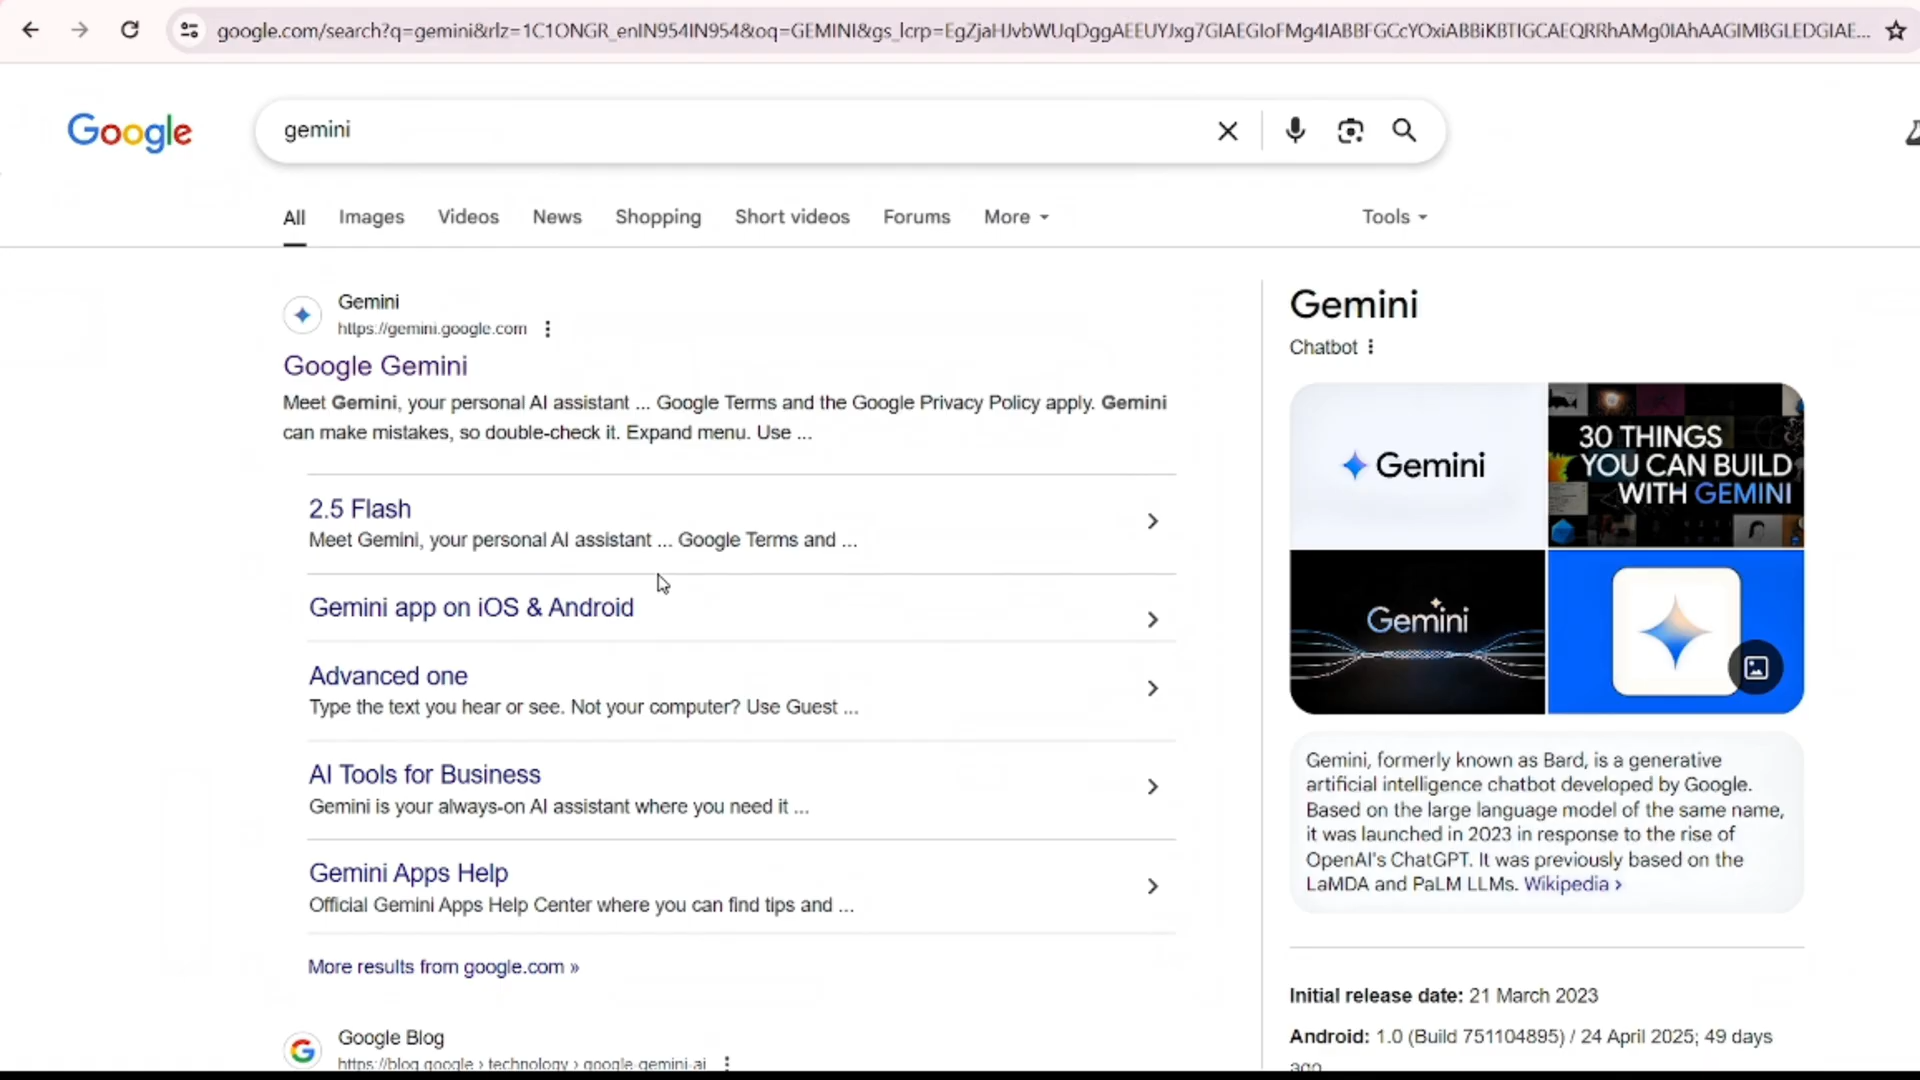 google.com/search?q=gemini&rlz=1C1ONGR_enIN954IN954&oq=GEMINI&gs_lcrp=EgZjaHJvbWUqDggAEEUYJxg7GIAEGIoFMg4IABBFGCcYOxiABBiKBTIGCAEQRRhAMg0IAhAAGIMBGLEDGIAE...
Google
gemini
All Images Videos News Shopping Short videos Forums More Tools
Gemini
https://gemini.google.com
Google Gemini
Meet Gemini, your personal AI assistant ... Google Terms and the Google Privacy Policy apply. Gemini
can make mistakes, so double-check it. Expand menu. Use ...
2.5 Flash
Meet Gemini, your personal AI assistant ... Google Terms and ...
Gemini app on iOS & Android
Advanced one
Type the text you hear or see. Not your computer? Use Guest ...
AI Tools for Business
Gemini is your always-on AI assistant where you need it ...
Gemini Apps Help
Official Gemini Apps Help Center where you can find tips and ...
More results from google.com »
Google Blog
https://blog.google › technology › google-gemini-ai
Gemini
Chatbot
Gemini
30 THINGS
YOU CAN BUILD
WITH GEMINI
Gemini
Gemini, formerly known as Bard, is a generative
artificial intelligence chatbot developed by Google.
Based on the large language model of the same name,
it was launched in 2023 in response to the rise of
OpenAI's ChatGPT. It was previously based on the
LaMDA and PaLM LLMs. Wikipedia ›
Initial release date: 21 March 2023
Android: 1.0 (Build 751104895) / 24 April 2025; 49 days
ago